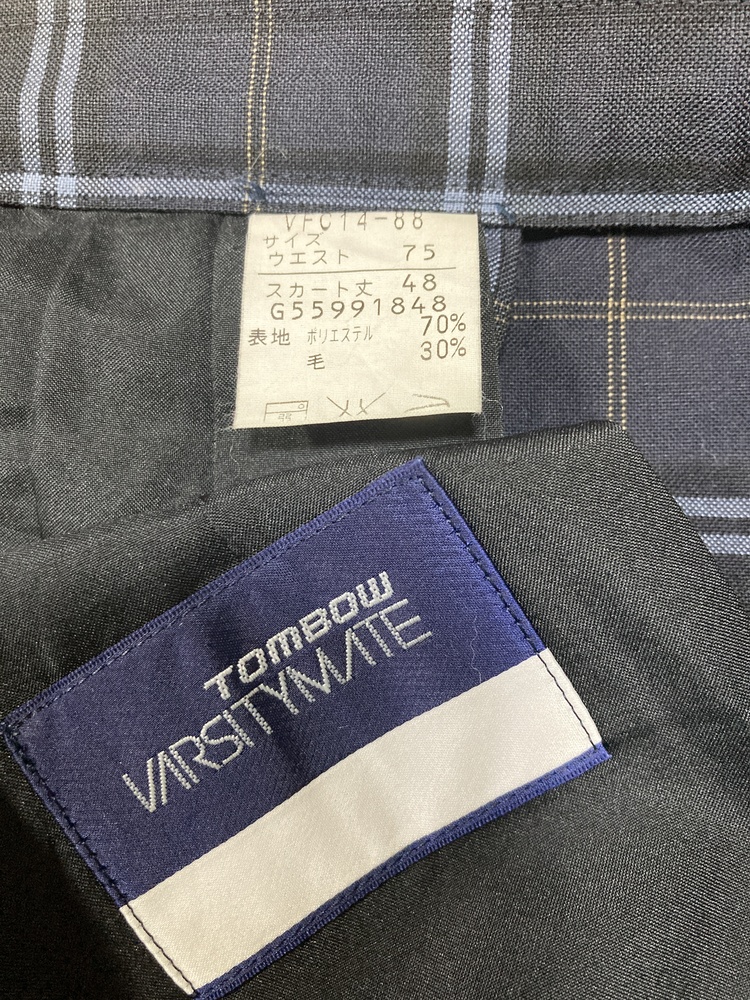 VFC14-88
サイズ
ウエスト 75
スカート丈 48
G55991848
表地 ポリエステル 70%
毛 30%
TOMBOW
VARSITYMATE